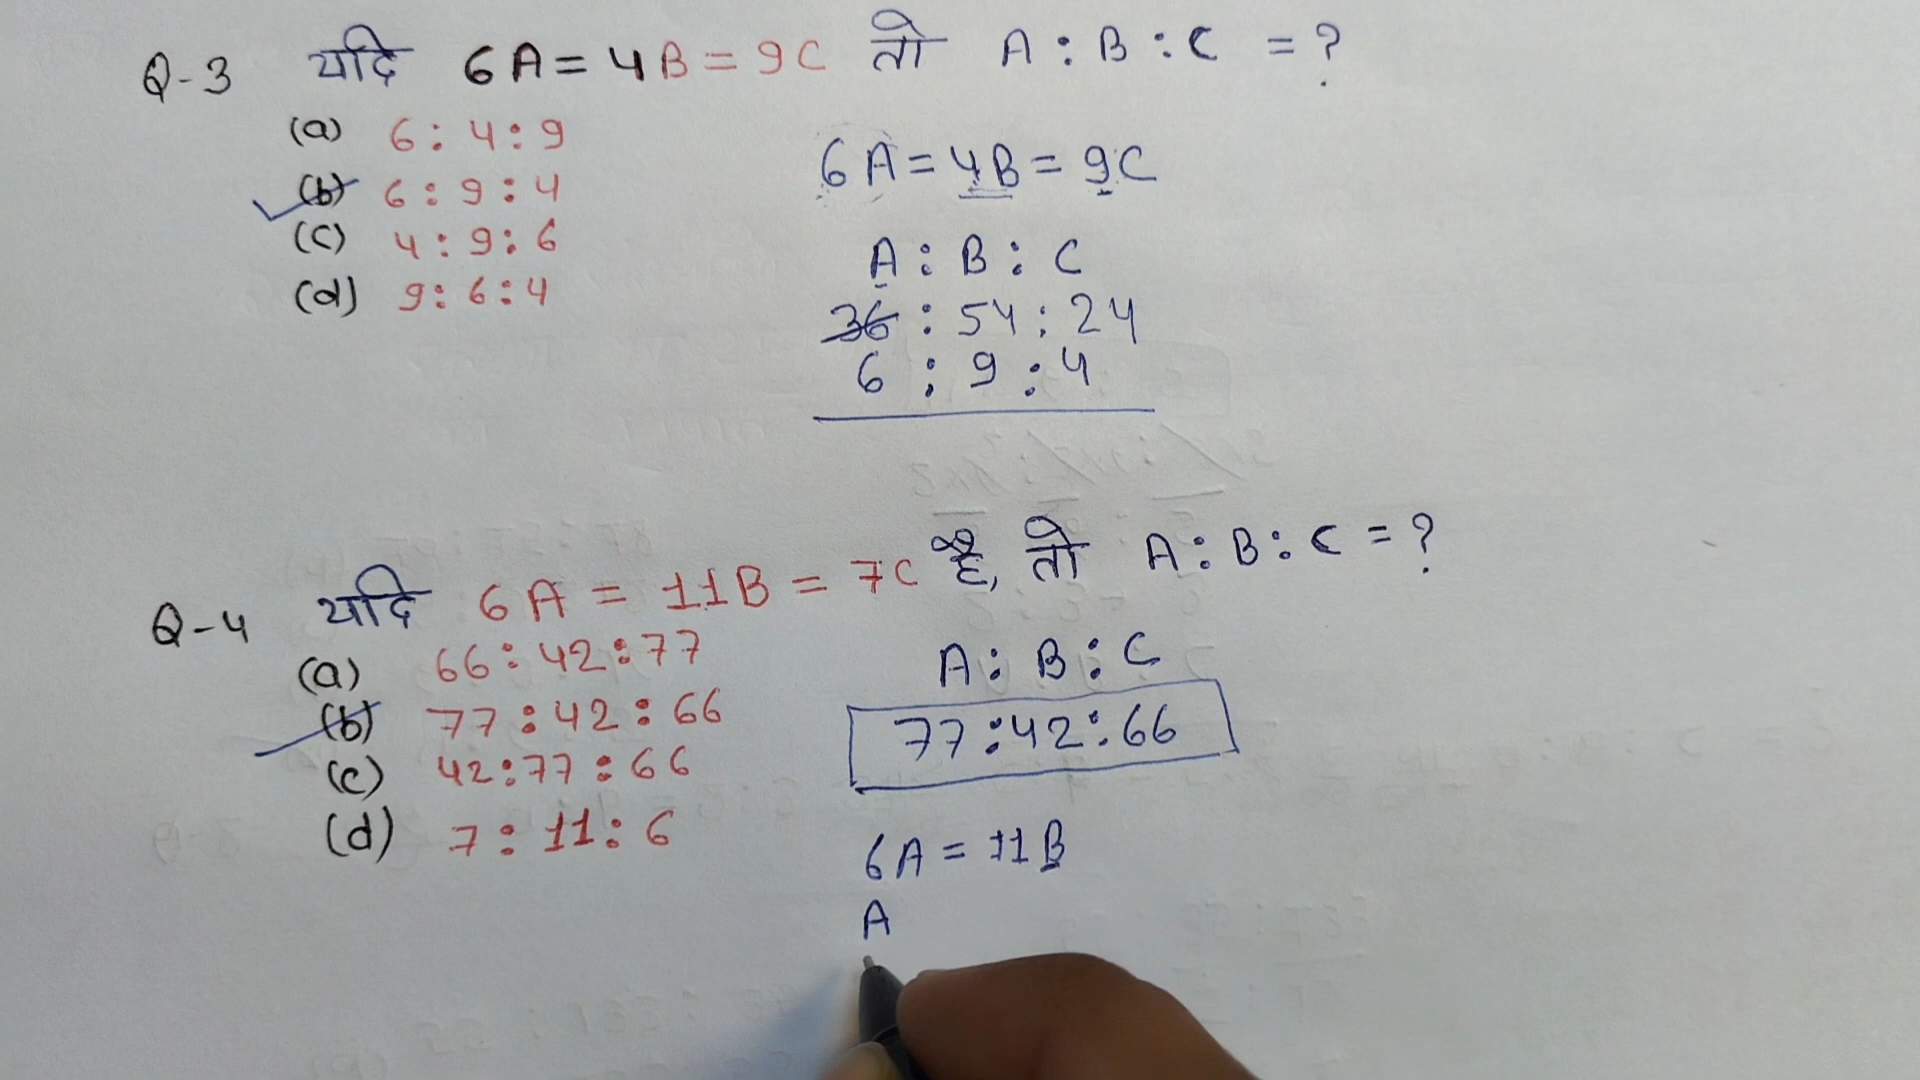 Q-3 यदि 6A = 4B = 9C तो A : B : C = ?
(a) 6 : 4 : 9
(b) 6 : 9 : 4
(c) 4 : 9 : 6
(d) 9 : 6 : 4
6A = 4B = 9C
A : B : C
36 : 54 : 24
6 : 9 : 4
Q-4 यदि 6A = 11B = 7C है, तो A : B : C = ?
(a) 66 : 42 : 77
(b) 77 : 42 : 66
(c) 42 : 77 : 66
(d) 7 : 11 : 6
A : B : C
77 : 42 : 66
6A = 11B
A